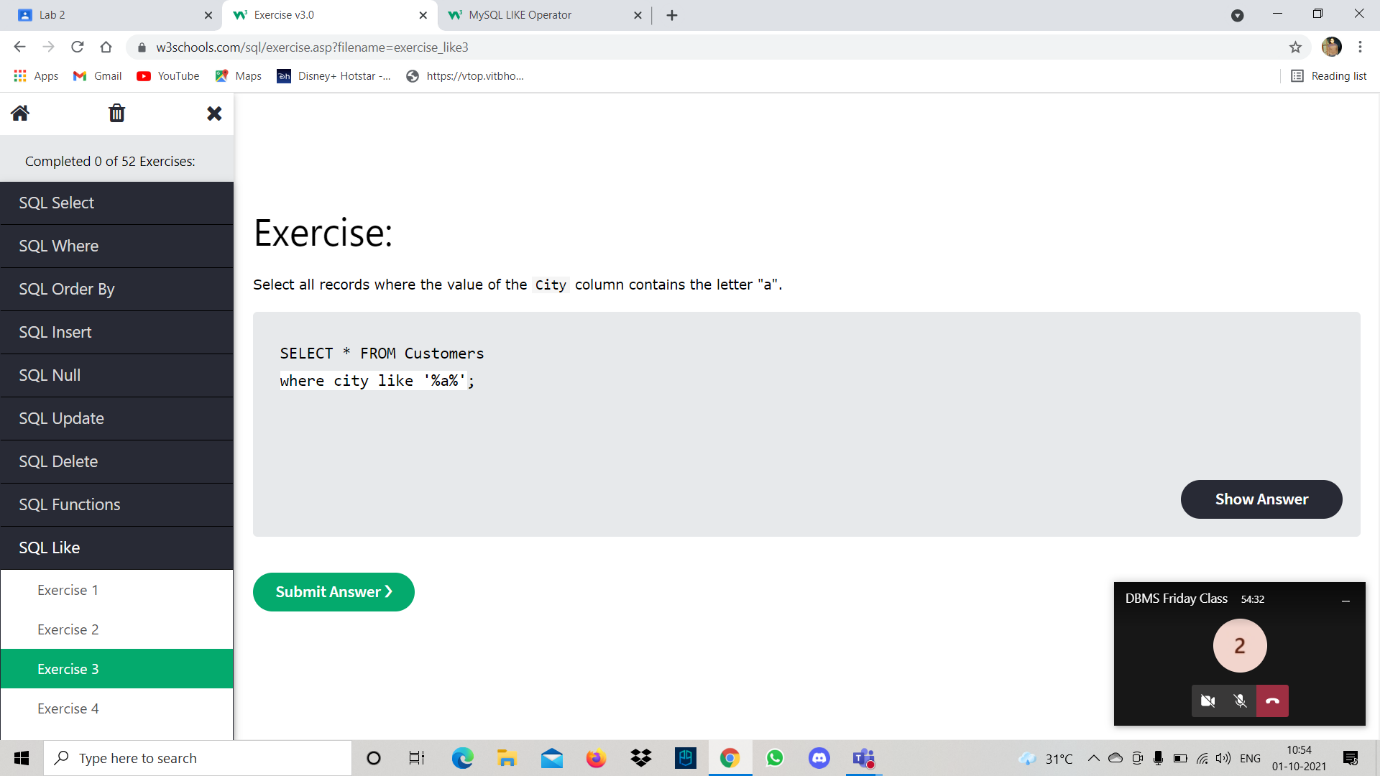 Lab 2
Exercise v3.0
MySQL LIKE Operator
w3schools.com/sql/exercise.asp?filename=exercise_like3
Apps
Gmail
YouTube
Maps
Disney+ Hotstar -...
https://vtop.vitbho...
Reading list
Completed 0 of 52 Exercises:
SQL Select
SQL Where
SQL Order By
SQL Insert
SQL Null
SQL Update
SQL Delete
SQL Functions
SQL Like
Exercise 1
Exercise 2
Exercise 3
Exercise 4
Exercise:
Select all records where the value of the City column contains the letter "a".
SELECT * FROM Customers
where city like '%a%';
Show Answer
Submit Answer ❯
DBMS Friday Class 54:32
2
Type here to search
31°C
ENG
10:54
01-10-2021